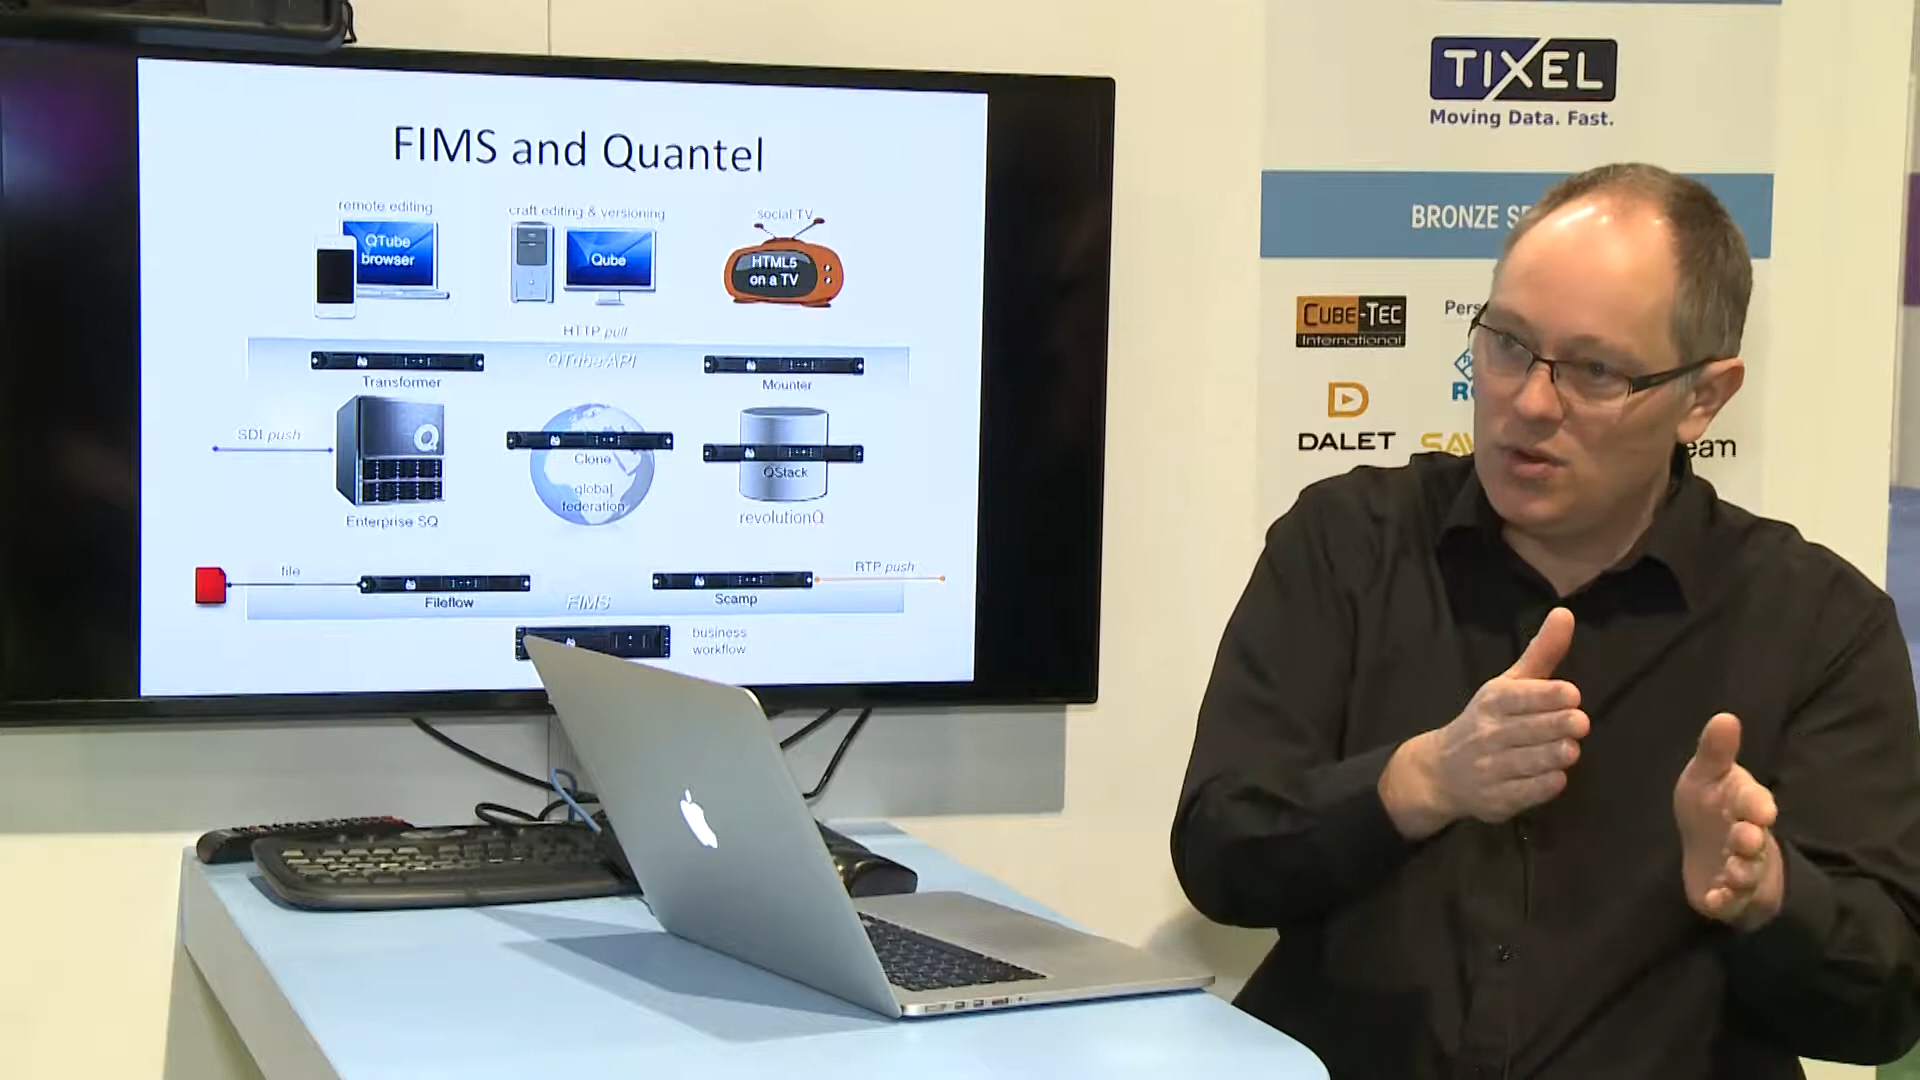 FIMS and Quantel
remote editing
craft editing & versioning
social TV
QTube
browser
Qube
HTML5
on a TV
HTTP pull
QTube API
Transformer
Mounter
SDI push
Q
Clone
QStack
global
federation
Enterprise SQ
revolutionQ
file
RTP push
Fileflow
FIMS
Scamp
business
workflow
TIXEL
Moving Data. Fast.
BRONZE
CUBE-TEC
International
DALET